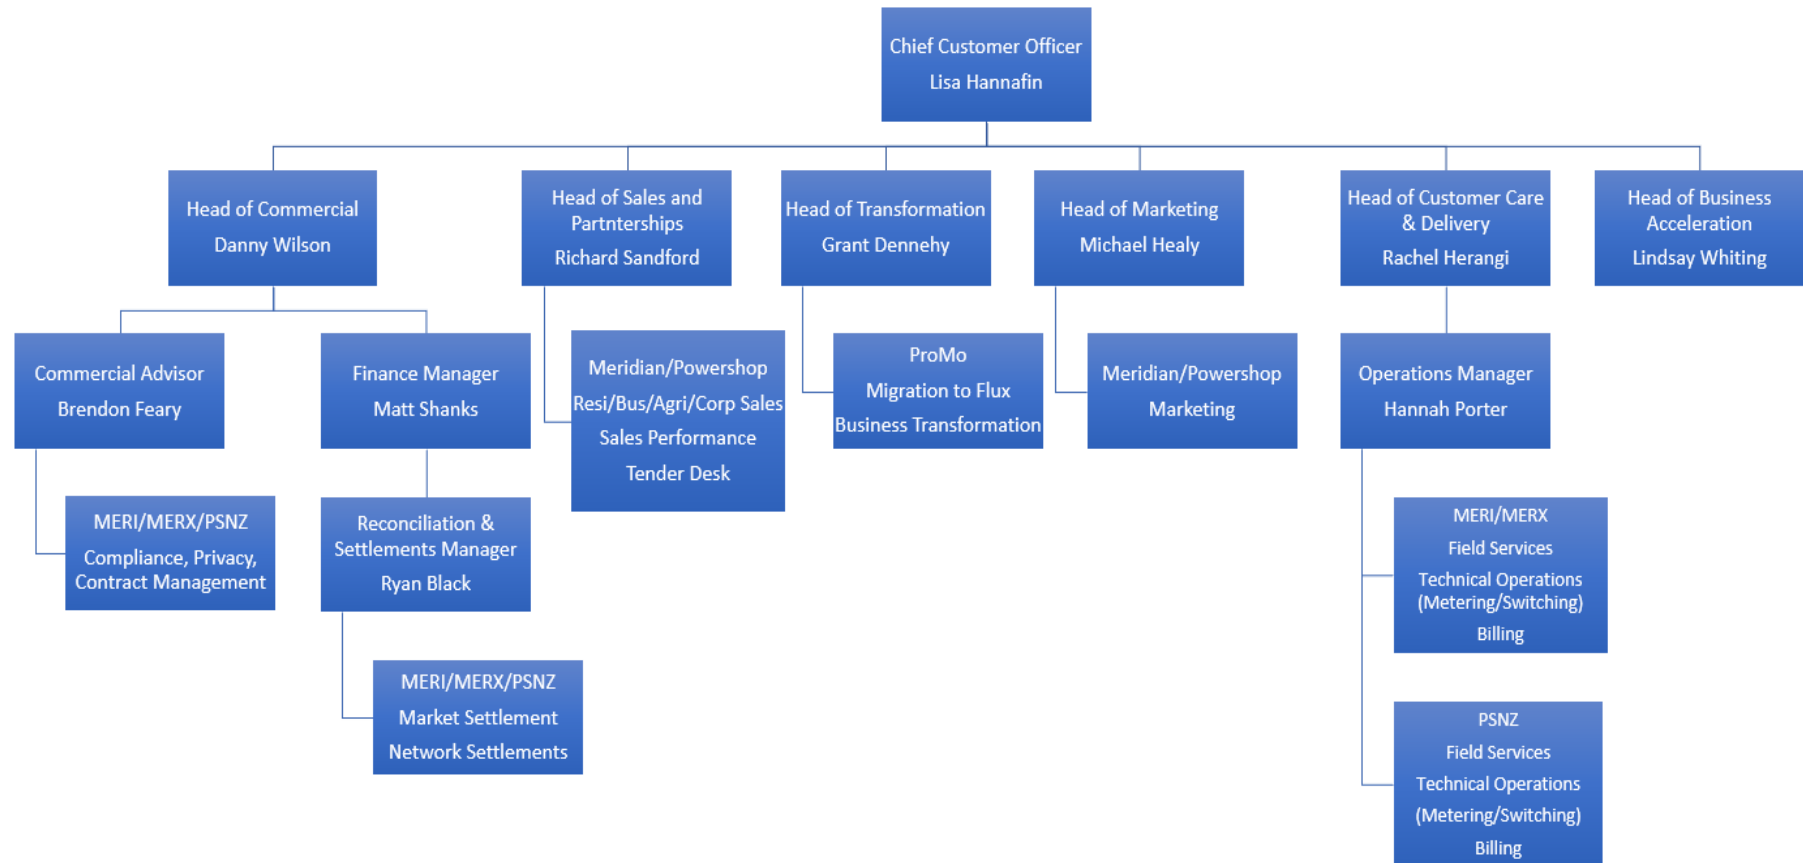 Chief Customer Officer
Lisa Hannafin
Head of Commercial
Danny Wilson
Head of Sales and
Partnterships
Richard Sandford
Head of Transformation
Grant Dennehy
Head of Marketing
Michael Healy
Head of Customer Care
& Delivery
Rachel Herangi
Head of Business
Acceleration
Lindsay Whiting
Commercial Advisor
Brendon Feary
Finance Manager
Matt Shanks
Meridian/Powershop
Resi/Bus/Agri/Corp Sales
Sales Performance
Tender Desk
ProMo
Migration to Flux
Business Transformation
Meridian/Powershop
Marketing
Operations Manager
Hannah Porter
MERI/MERX/PSNZ
Compliance, Privacy,
Contract Management
Reconciliation &
Settlements Manager
Ryan Black
MERI/MERX
Field Services
Technical Operations
(Metering/Switching)
Billing
MERI/MERX/PSNZ
Market Settlement
Network Settlements
PSNZ
Field Services
Technical Operations
(Metering/Switching)
Billing